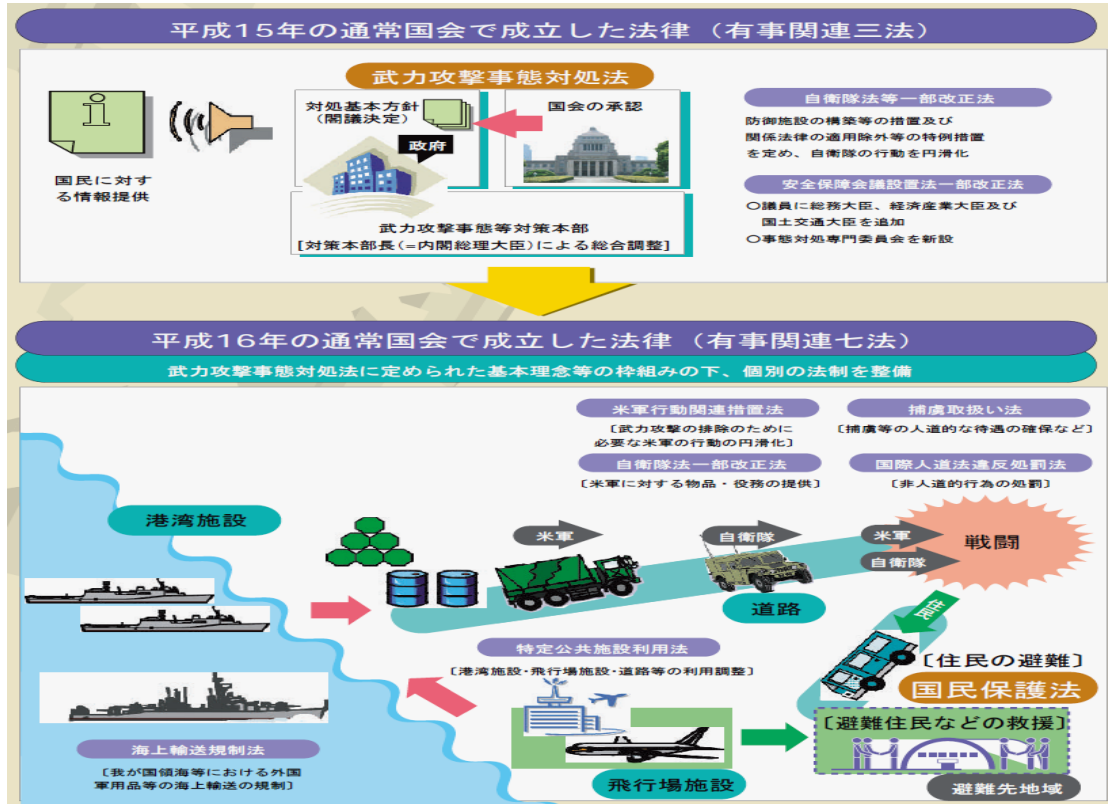 平成15年の通常国会で成立した法律（有事関連三法）
武力攻撃事態対処法
対処基本方針
（閣議決定）
国会の承認
政府
国民に対す
る情報提供
武力攻撃事態等対策本部
[対策本部長(=内閣総理大臣)による総合調整]
自衛隊法等一部改正法
防御施設の構築等の措置及び
関係法律の適用除外等の特例措置
を定め、自衛隊の行動を円滑化
安全保障会議設置法一部改正法
○議員に総務大臣、経済産業大臣及び
国土交通大臣を追加
○事態対処専門委員会を新設
平成16年の通常国会で成立した法律（有事関連七法）
武力攻撃事態対処法に定められた基本理念等の枠組みの下、個別の法制を整備
米軍行動関連措置法
〔武力攻撃の排除のために
必要な米軍の行動の円滑化〕
捕虜取扱い法
〔捕虜等の人道的な待遇の確保など〕
自衛隊法一部改正法
〔米軍に対する物品・役務の提供〕
国際人道法違反処罰法
〔非人道的行為の処罰〕
港湾施設
米軍
自衛隊
米軍
自衛隊
戦闘
道路
住民
特定公共施設利用法
〔港湾施設・飛行場施設・道路等の利用調整〕
〔住民の避難〕
国民保護法
〔避難住民などの救援〕
海上輸送規制法
〔我が国領海等における外国
軍用品等の海上輸送の規制〕
飛行場施設
避難先地域